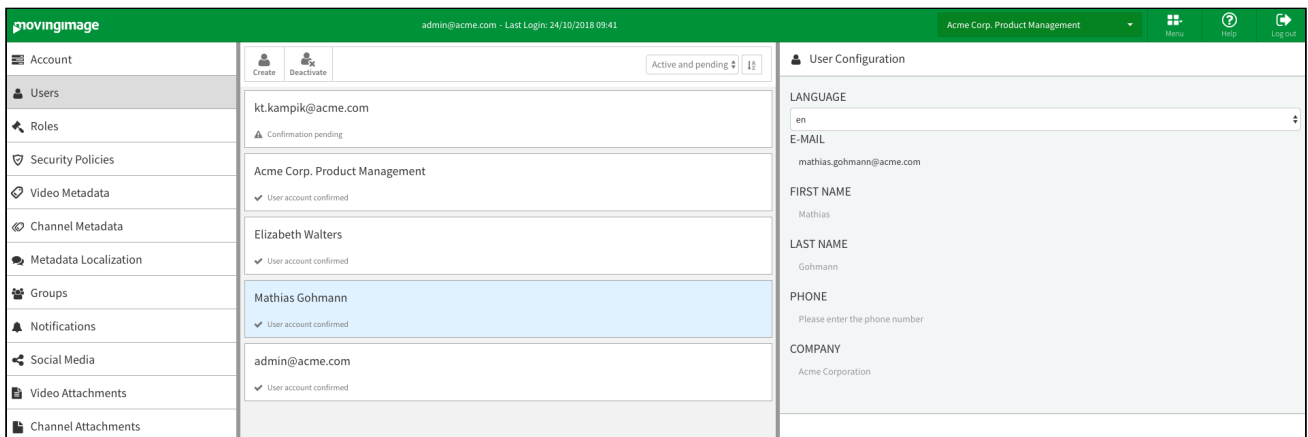 movingimage
admin@acme.com - Last Login: 24/10/2018 09:41
Acme Corp. Product Management
Menu
Help
Log out
Account
Users
Roles
Security Policies
Video Metadata
Channel Metadata
Metadata Localization
Groups
Notifications
Social Media
Video Attachments
Channel Attachments
Create
Deactivate
Active and pending
kt.kampik@acme.com
Confirmation pending
Acme Corp. Product Management
User account confirmed
Elizabeth Walters
User account confirmed
Mathias Gohmann
User account confirmed
admin@acme.com
User account confirmed
User Configuration
LANGUAGE
en
E-MAIL
mathias.gohmann@acme.com
FIRST NAME
Mathias
LAST NAME
Gohmann
PHONE
Please enter the phone number
COMPANY
Acme Corporation